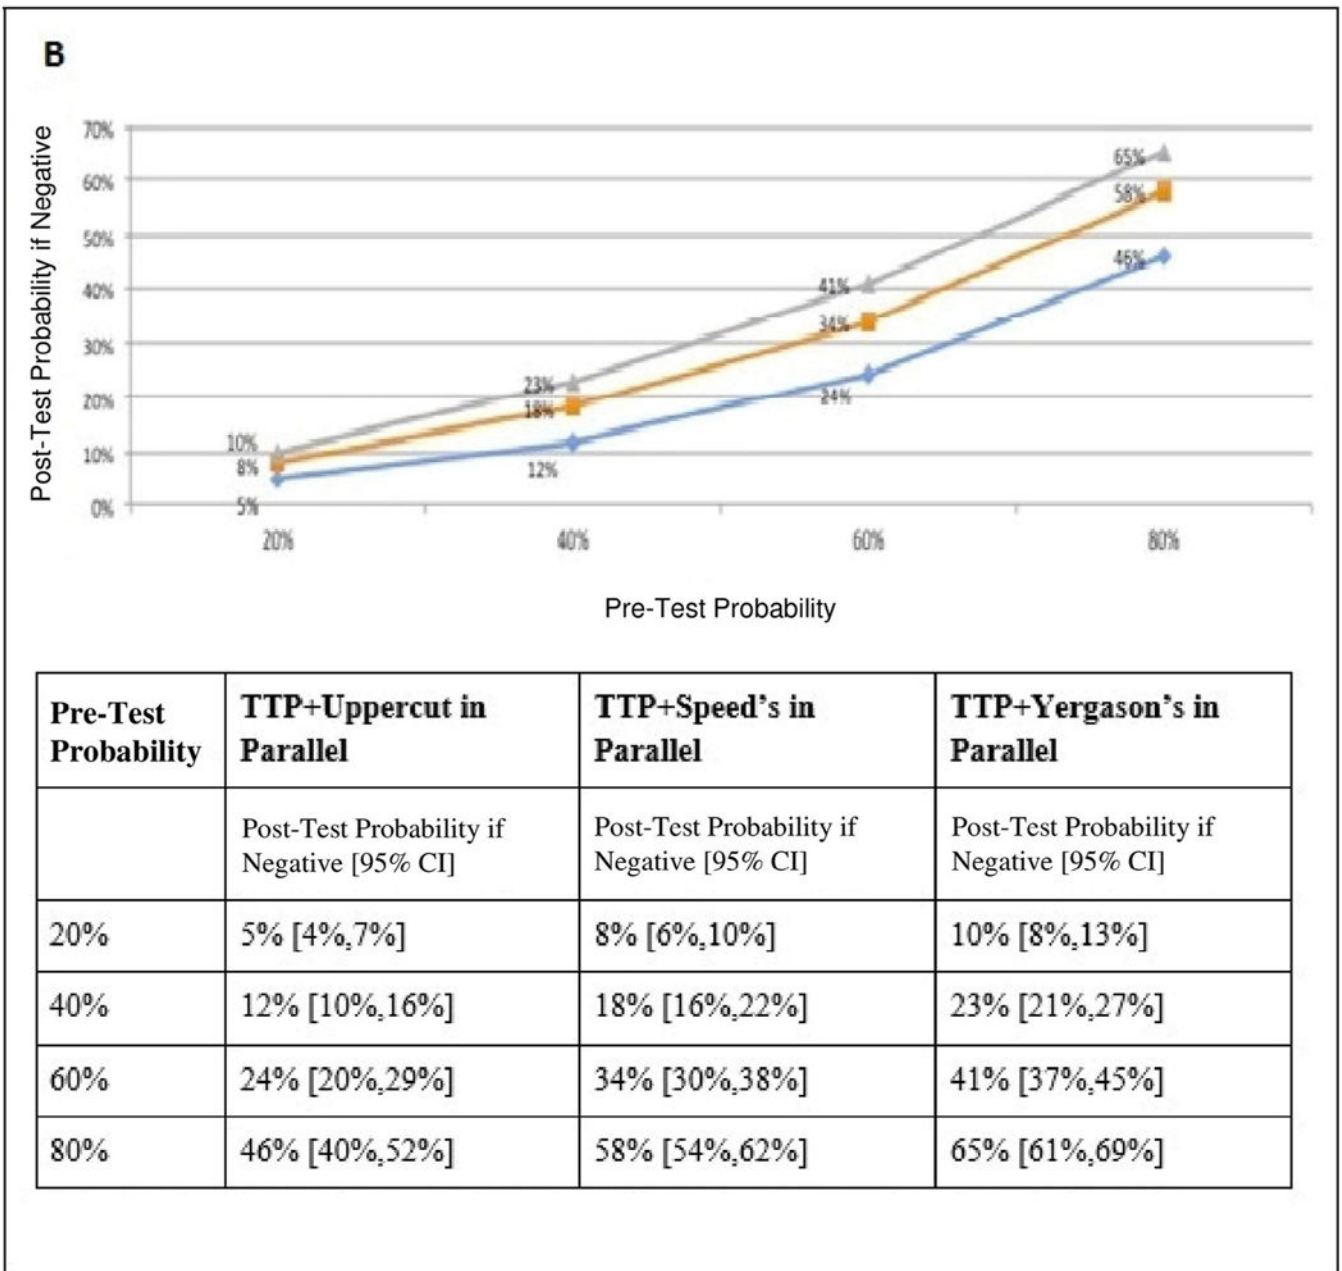 B
Post-Test Probability if Negative
70%
60%
50%
40%
30%
20%
10%
0%
65%
58%
46%
41%
34%
24%
23%
18%
12%
10%
8%
5%
20% 40% 60% 80%
Pre-Test Probability
Pre-Test
Probability
TTP+Uppercut in
Parallel
TTP+Speed’s in
Parallel
TTP+Yergason’s in
Parallel
Post-Test Probability if
Negative [95% CI]
Post-Test Probability if
Negative [95% CI]
Post-Test Probability if
Negative [95% CI]
20% 5% [4%,7%] 8% [6%,10%] 10% [8%,13%]
40% 12% [10%,16%] 18% [16%,22%] 23% [21%,27%]
60% 24% [20%,29%] 34% [30%,38%] 41% [37%,45%]
80% 46% [40%,52%] 58% [54%,62%] 65% [61%,69%]